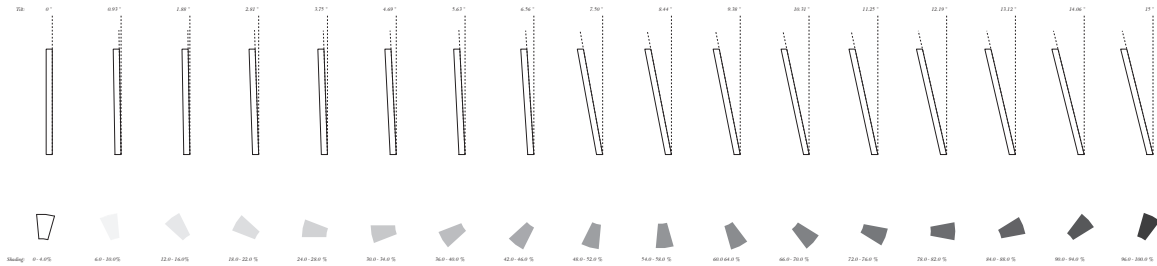 Tilt: 0 ° 0.93 ° 1.88 ° 2.81 ° 3.75 ° 4.69 ° 5.63 ° 6.56 ° 7.50 ° 8.44 ° 9.38 ° 10.31 ° 11.25 ° 12.19 ° 13.12 ° 14.06 ° 15 °
Shading: 0 - 4.0% 6.0 - 10.0% 12.0 - 16.0% 18.0 - 22.0 % 24.0 - 28.0 % 30.0 - 34.0 % 36.0 - 40.0 % 42.0 - 46.0 % 48.0 - 52.0 % 54.0 - 58.0 % 60.0 64.0 % 66.0 - 70.0 % 72.0 - 76.0 % 78.0 - 82.0 % 84.0 - 88.0 % 90.0 - 94.0 % 96.0 - 100.0%